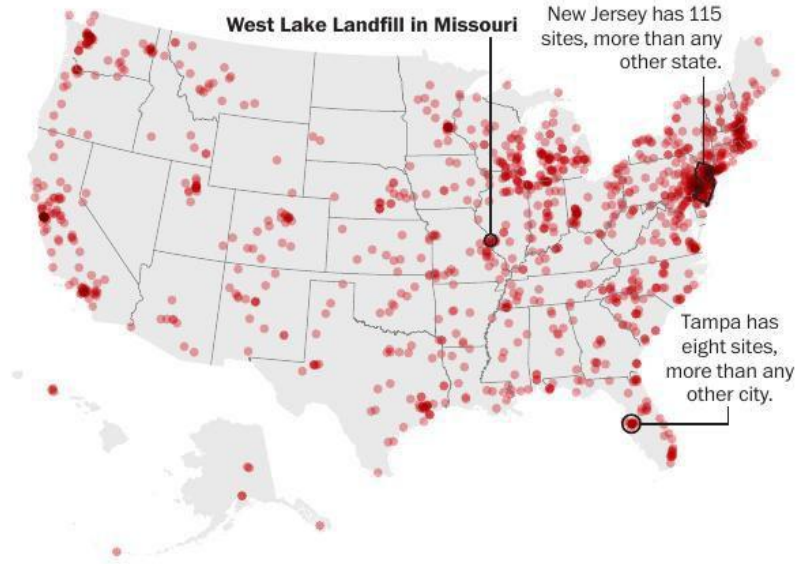 West Lake Landfill in Missouri
New Jersey has 115
sites, more than any
other state.
Tampa has
eight sites,
more than any
other city.